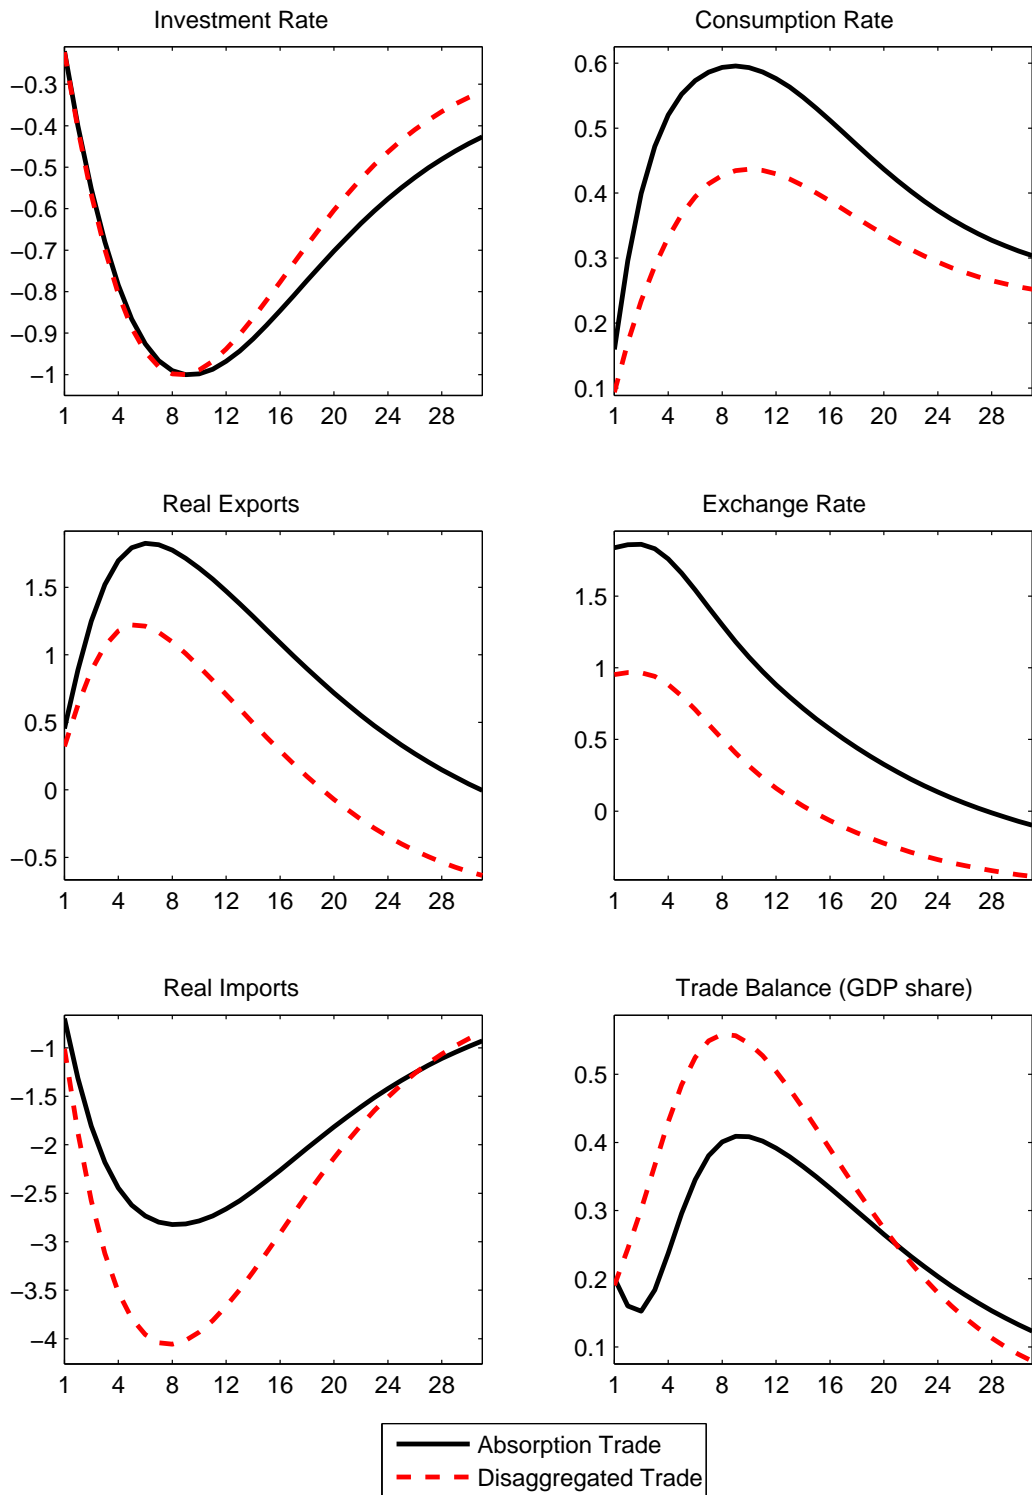 Investment Rate
−0.3
−0.4
−0.5
−0.6
−0.7
−0.8
−0.9
−1
1 4 8 12 16 20 24 28
Consumption Rate
0.6
0.5
0.4
0.3
0.2
0.1
1 4 8 12 16 20 24 28
Real Exports
1.5
1
0.5
0
−0.5
1 4 8 12 16 20 24 28
Exchange Rate
1.5
1
0.5
0
1 4 8 12 16 20 24 28
Real Imports
−1
−1.5
−2
−2.5
−3
−3.5
−4
1 4 8 12 16 20 24 28
Trade Balance (GDP share)
0.5
0.4
0.3
0.2
0.1
1 4 8 12 16 20 24 28
Absorption Trade
Disaggregated Trade